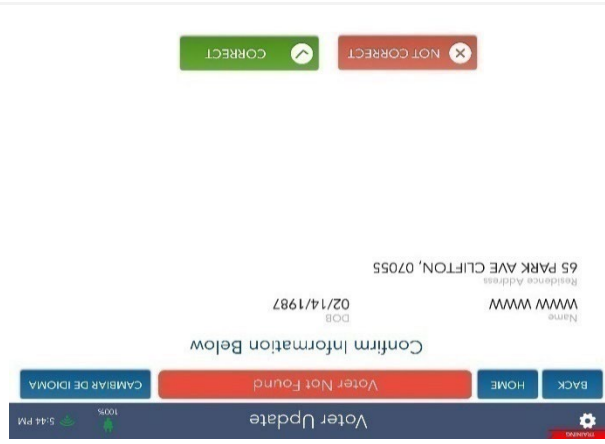 TRAINING
Voter Update
100%
5:44 PM
BACK
HOME
Voter Not Found
CAMBIAR DE IDIOMA
Confirm Information Below
Name
DOB
WWW WWW
02/14/1987
Residence Address
65 PARK AVE CLIFTON, 07055
NOT CORRECT
CORRECT